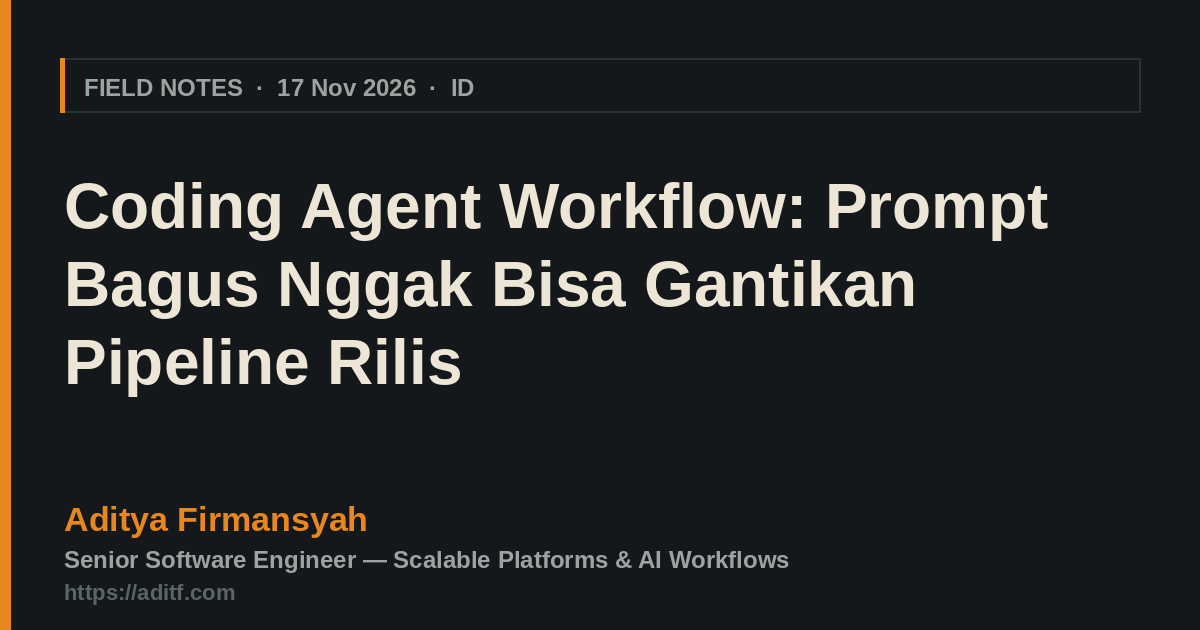 FIELD NOTES · 17 Nov 2026 · ID
Coding Agent Workflow: Prompt
Bagus Nggak Bisa Gantikan
Pipeline Rilis
Aditya Firmansyah
Senior Software Engineer — Scalable Platforms & AI Workflows
https://aditf.com